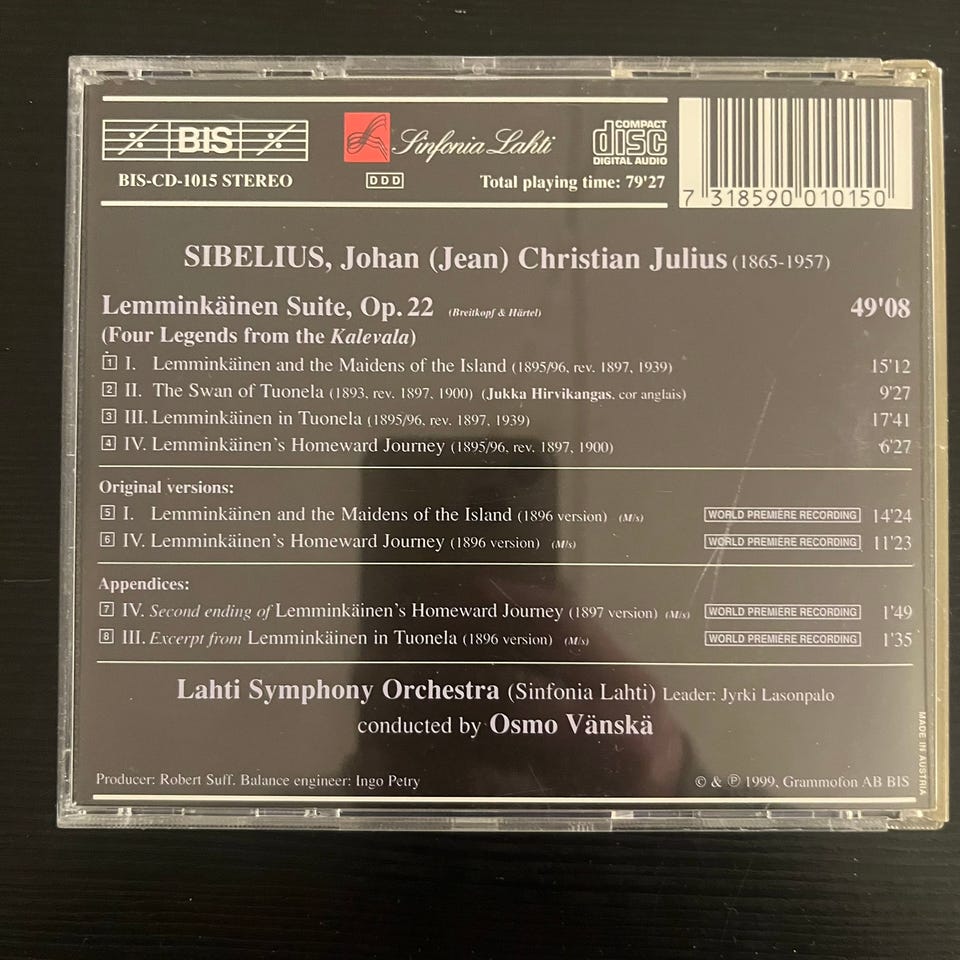 BIS
Sinfonia Lahti
COMPACT
disc
DIGITAL AUDIO
BIS-CD-1015 STEREO
DDD
Total playing time: 79'27
7 318590 010150
SIBELIUS, Johan (Jean) Christian Julius (1865-1957)
Lemminkäinen Suite, Op. 22 (Breitkopf & Härtel) 49'08
(Four Legends from the Kalevala)
1 I. Lemminkäinen and the Maidens of the Island (1895/96, rev. 1897, 1939) 15'12
2 II. The Swan of Tuonela (1893, rev. 1897, 1900) (Jukka Hirvikangas, cor anglais) 9'27
3 III. Lemminkäinen in Tuonela (1895/96, rev. 1897, 1939) 17'41
4 IV. Lemminkäinen's Homeward Journey (1895/96, rev. 1897, 1900) 6'27
Original versions:
5 I. Lemminkäinen and the Maidens of the Island (1896 version) (M/s) WORLD PREMIÈRE RECORDING 14'24
6 IV. Lemminkäinen's Homeward Journey (1896 version) (M/s) WORLD PREMIÈRE RECORDING 11'23
Appendices:
7 IV. Second ending of Lemminkäinen's Homeward Journey (1897 version) (M/s) WORLD PREMIÈRE RECORDING 1'49
8 III. Excerpt from Lemminkäinen in Tuonela (1896 version) (M/s) WORLD PREMIÈRE RECORDING 1'35
Lahti Symphony Orchestra (Sinfonia Lahti) Leader: Jyrki Lasonpalo
conducted by Osmo Vänskä
MADE IN AUSTRIA
Producer: Robert Suff. Balance engineer: Ingo Petry
© & ℗ 1999, Grammofon AB BIS